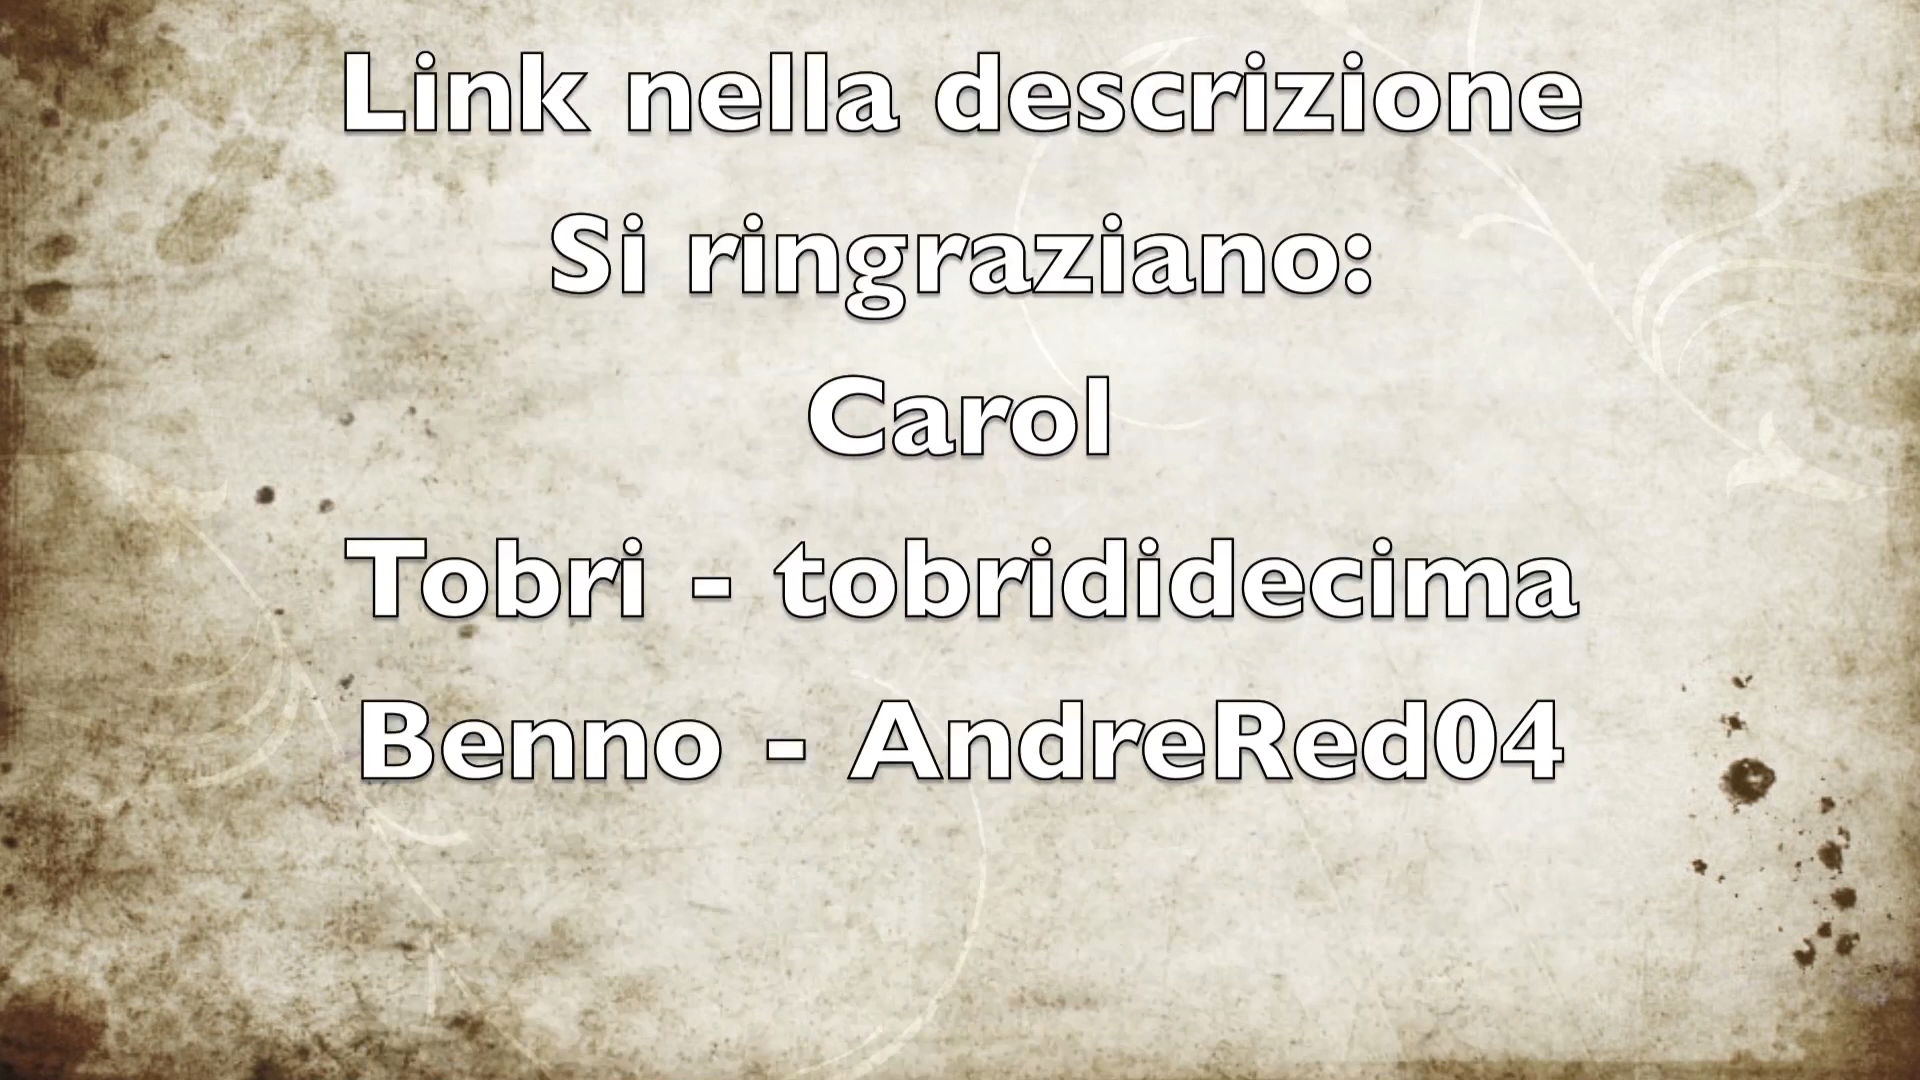 Link nella descrizione
Si ringraziano:
Carol
Tobri - tobrididecima
Benno - AndreRed04